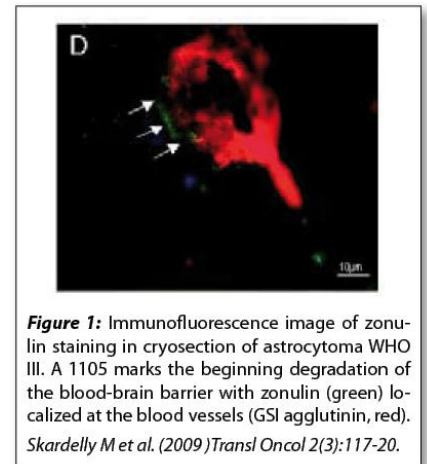 D
10µm
Figure 1: Immunofluorescence image of zonu-
lin staining in cryosection of astrocytoma WHO
III. A 1105 marks the beginning degradation of
the blood-brain barrier with zonulin (green) lo-
calized at the blood vessels (GSI agglutinin, red).
Skardelly M et al. (2009 )Transl Oncol 2(3):117-20.